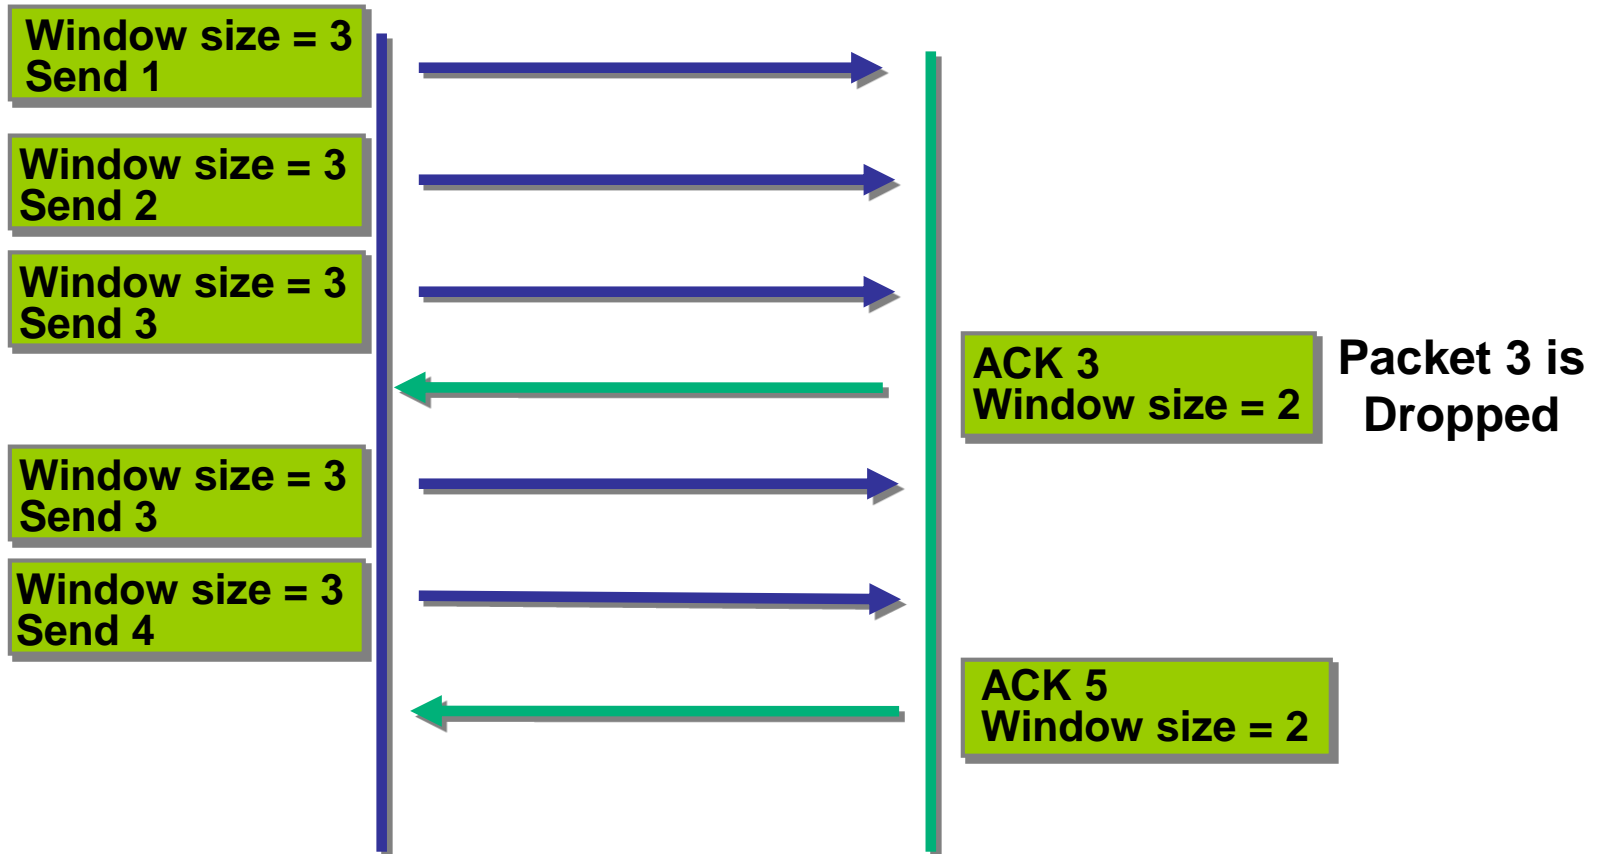 Window size = 3
Send 1
Window size = 3
Send 2
Window size = 3
Send 3
ACK 3
Window size = 2
Packet 3 is
Dropped
Window size = 3
Send 3
Window size = 3
Send 4
ACK 5
Window size = 2